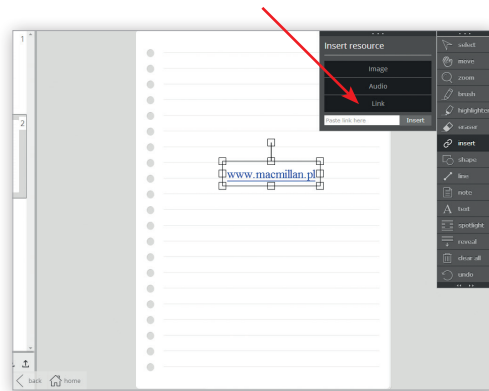 1
2
Insert resource
Image
Audio
Link
Paste link here
Insert
www.macmillan.pl
select
move
zoom
brush
highlighter
eraser
insert
shape
line
note
text
spotlight
reveal
clear all
undo
back
home